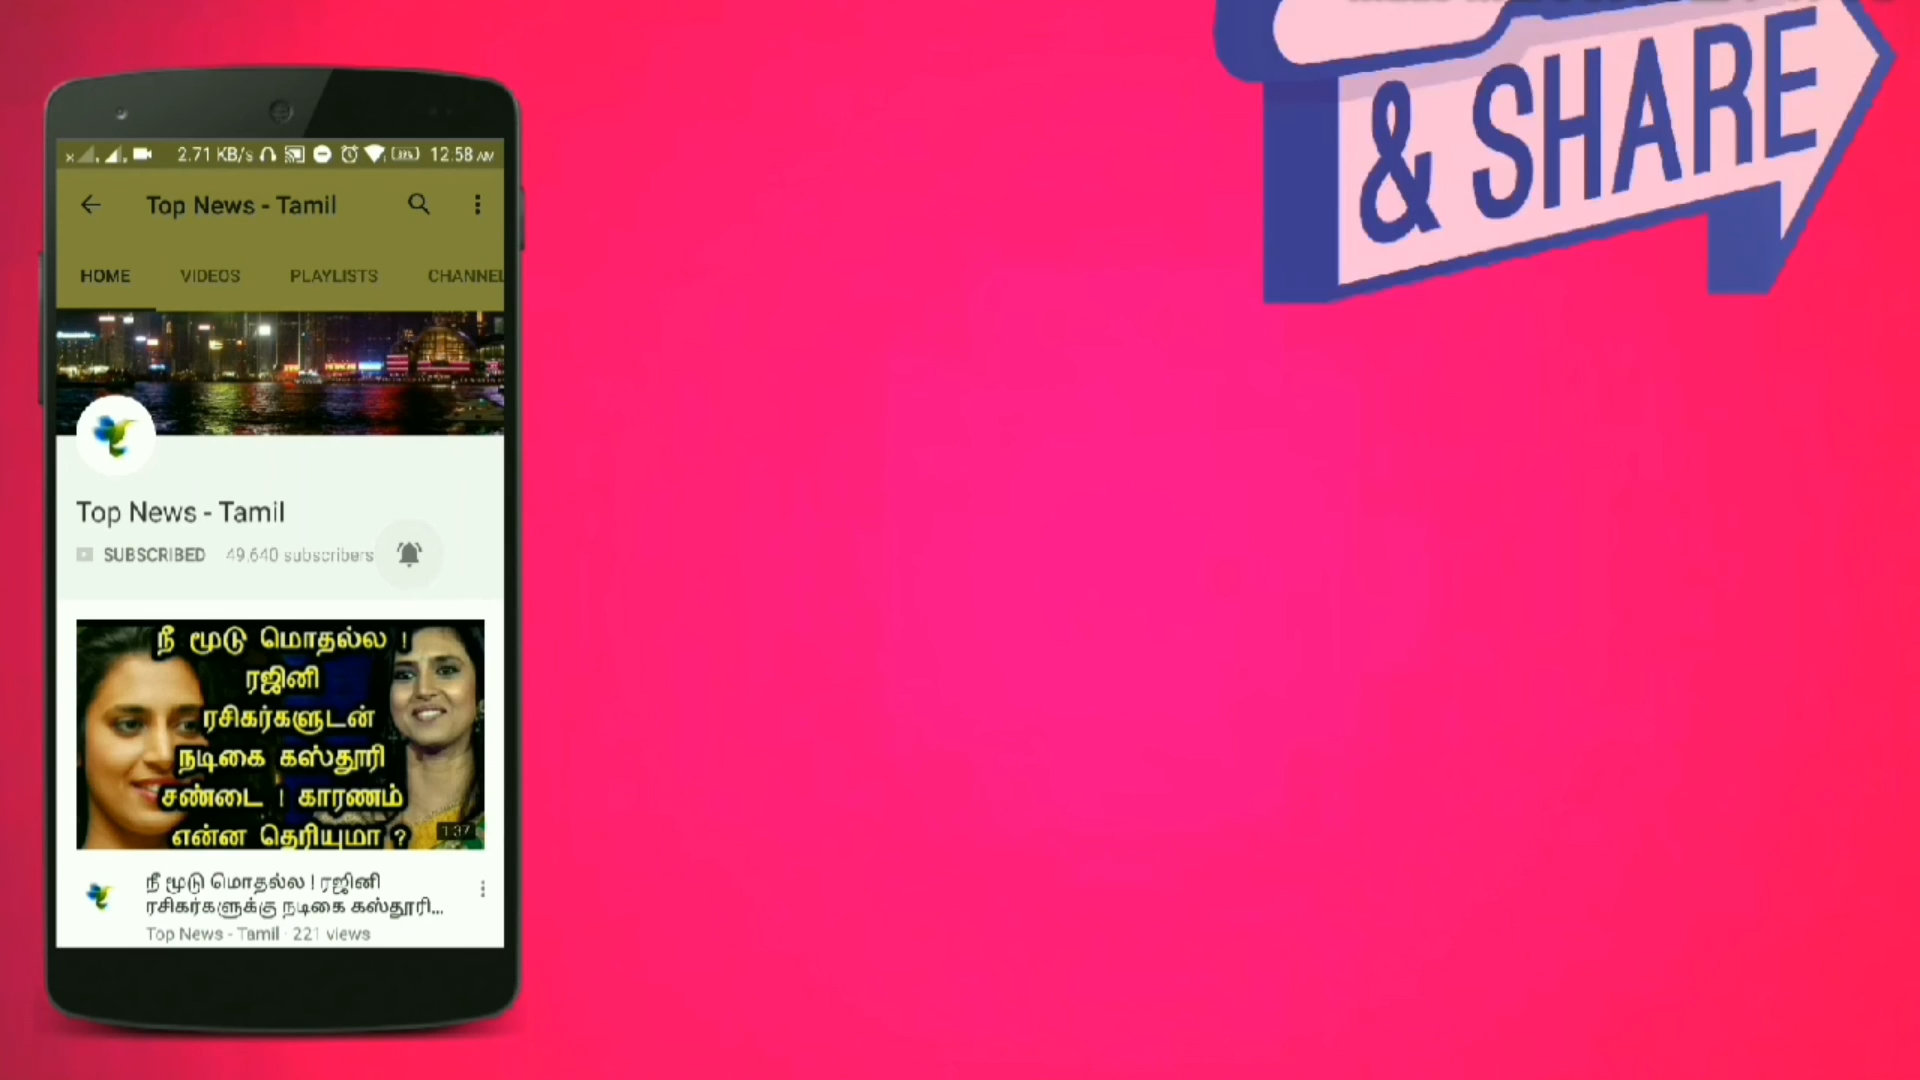 & SHARE
2.71 KB/s 12.58 AM
Top News - Tamil
HOME VIDEOS PLAYLISTS CHANNEL
Top News - Tamil
SUBSCRIBED 49,640 subscribers
நீ மூடு மொதல்ல !
ரஜினி
ரசிகர்களுடன்
நடிகை கஸ்தூரி
சண்டை ! காரணம்
என்ன தெரியுமா ?
1:37
நீ மூடு மொதல்ல ! ரஜினி
ரசிகர்களுக்கு நடிகை கஸ்தூரி...
Top News - Tamil · 221 views